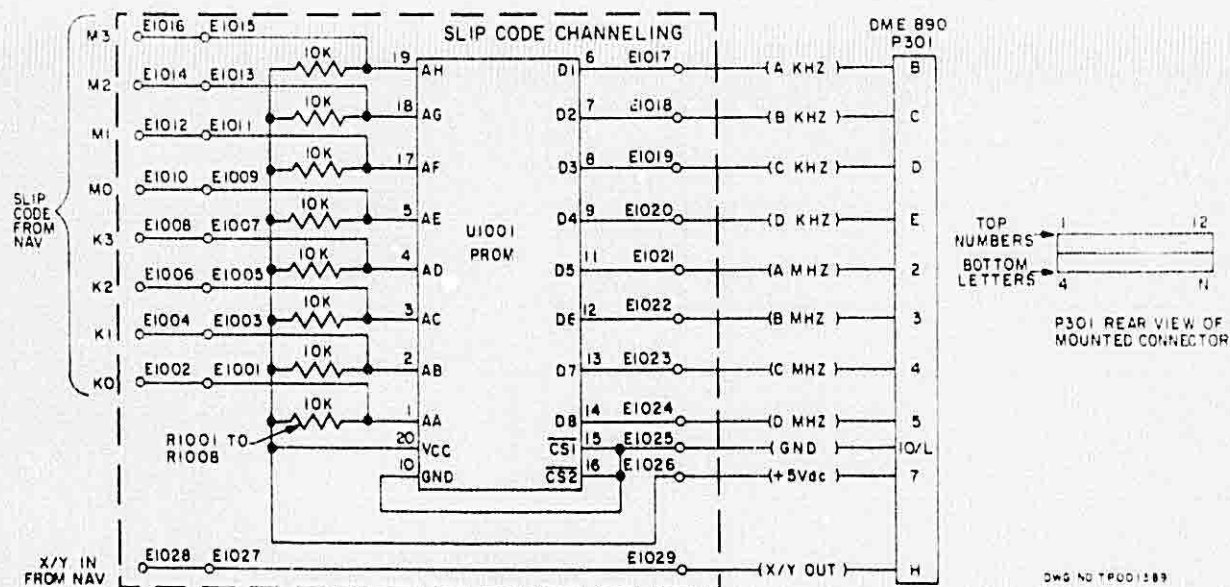 SLIP CODE CHANNELING
DME 890
P301
M3 E1016 E1015
10K
19 AH
D1 6 E1017 (A KHZ) B
M2 E1014 E1013
10K
18 AG
D2 7 E1018 (B KHZ) C
M1 E1012 E1011
10K
17 AF
D3 8 E1019 (C KHZ) D
M0 E1010 E1009
10K
5 AE
D4 9 E1020 (D KHZ) E
SLIP
CODE
FROM
NAV
K3 E1008 E1007
10K
4 AD
U1001
PROM
D5 11 E1021 (A MHZ) 2
K2 E1006 E1005
10K
3 AC
D6 12 E1022 (B MHZ) 3
K1 E1004 E1003
10K
2 AB
D7 13 E1023 (C MHZ) 4
K0 E1002 E1001
10K
1 AA
D8 14 E1024 (D MHZ) 5
R1001 TO
R1008
20 VCC
CS1 15 E1025 (GND) 10/L
10 GND
CS2 16 E1026 (+5Vdc) 7
X/Y IN
FROM NAV
E1028 E1027
E1029 (X/Y OUT) H
TOP
NUMBERS
1 12
BOTTOM
LETTERS
4 N
P301 REAR VIEW OF
MOUNTED CONNECTOR
DWG NO TP001389